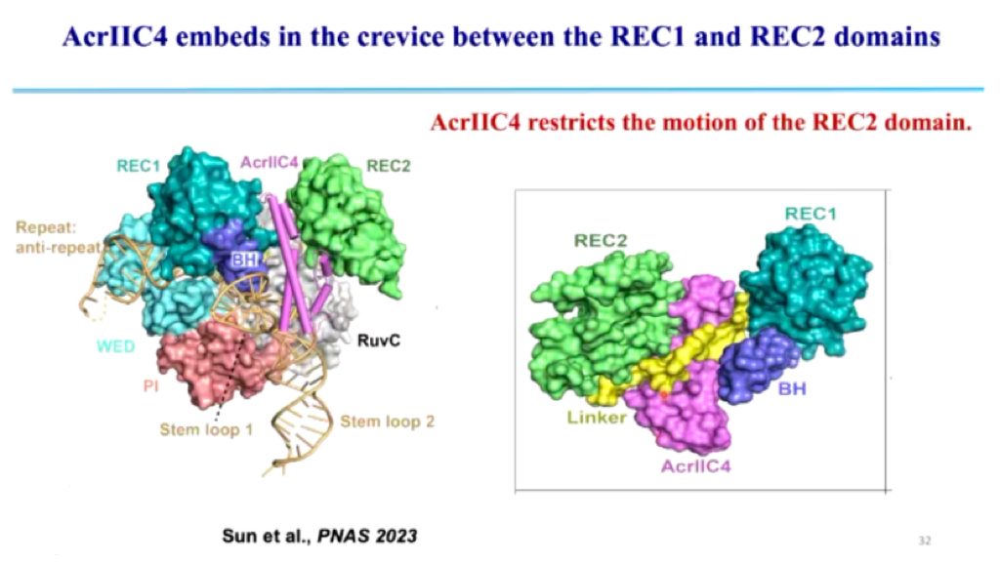 AcrIIC4 embeds in the crevice between the REC1 and REC2 domains
AcrIIC4 restricts the motion of the REC2 domain.
REC1
AcrIIC4
REC2
Repeat:
anti-repeat
BH
WED
RuvC
PI
Stem loop 1
Stem loop 2
REC1
REC2
BH
Linker
AcrIIC4
Sun et al., PNAS 2023
32